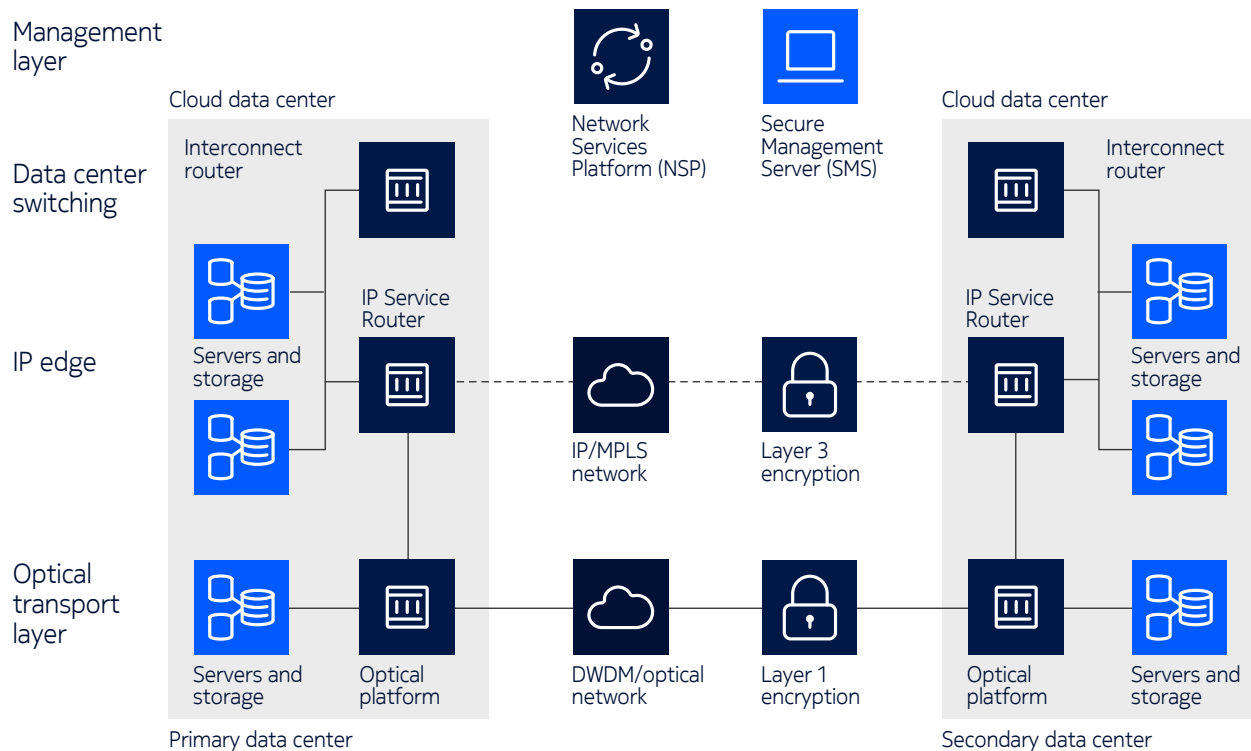 Management
layer
Cloud data center
Network
Services
Platform (NSP)
Secure
Management
Server (SMS)
Cloud data center
Data center
switching
Interconnect
router
Interconnect
router
IP Service
Router
IP Service
Router
IP edge
Servers and
storage
Servers and
storage
IP/MPLS
network
Layer 3
encryption
Optical
transport
layer
Servers and
storage
Optical
platform
DWDM/optical
network
Layer 1
encryption
Optical
platform
Servers and
storage
Primary data center
Secondary data center